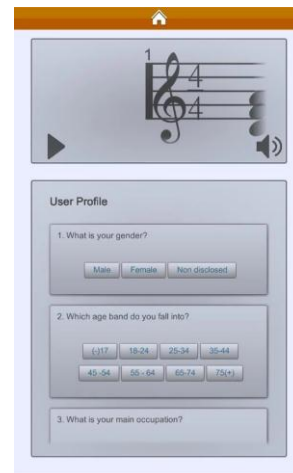 1
4
4
User Profile
1. What is your gender?
Male Female Non disclosed
2. Which age band do you fall into?
(-)17 18-24 25-34 35-44
45 -54 55 - 64 65-74 75(+)
3. What is your main occupation?